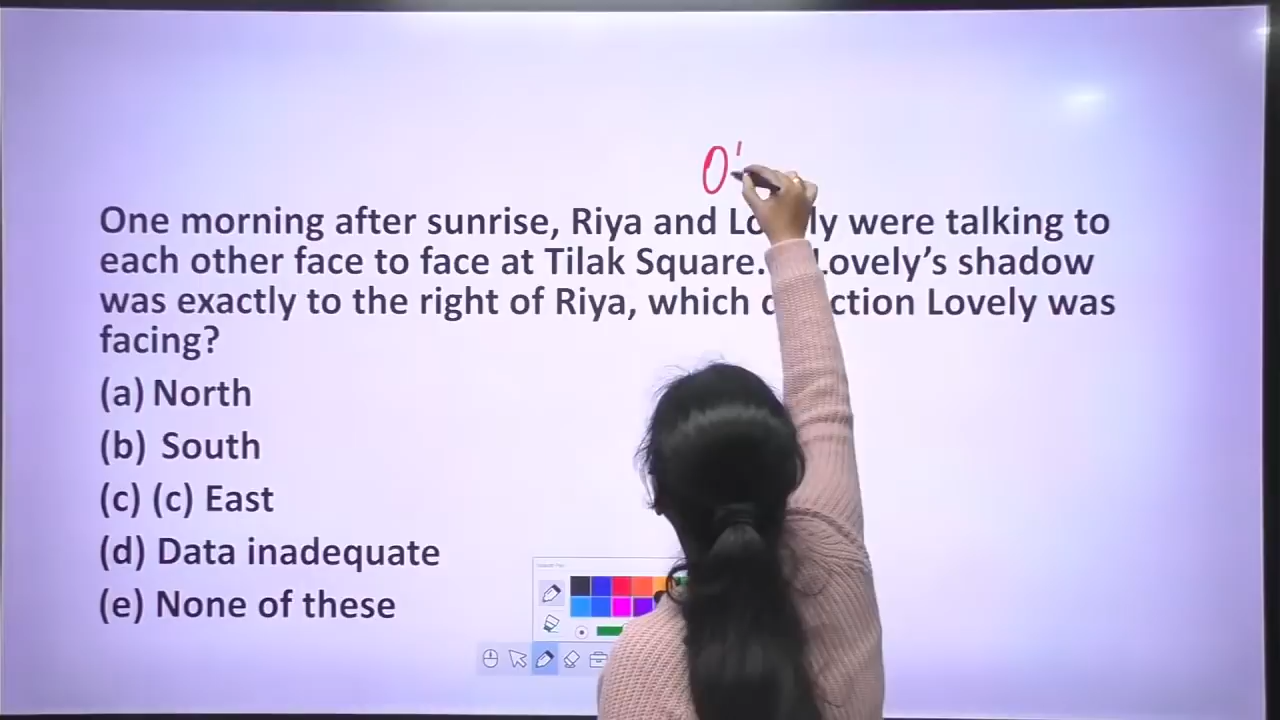 O'
One morning after sunrise, Riya and ly were talking to
each other face to face at Tilak Square. Lovely's shadow
was exactly to the right of Riya, which Lovely was
facing?
(a) North
(b) South
(c) (c) East
(d) Data inadequate
(e) None of these